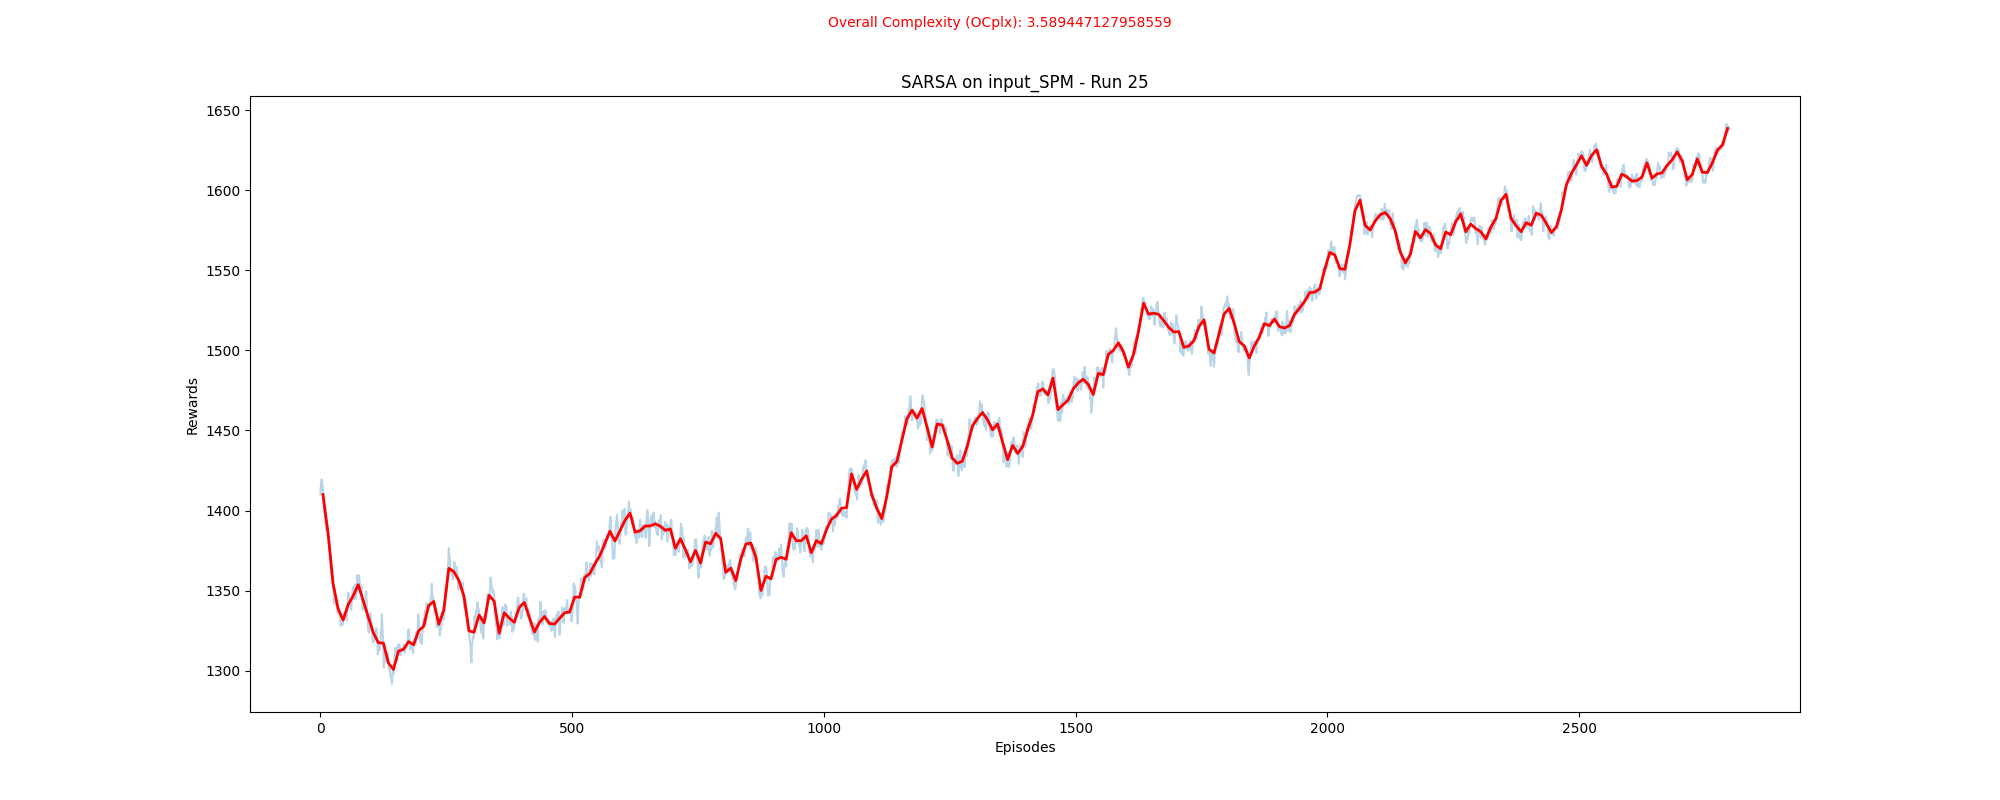 Overall Complexity (OCplx): 3.589447127958559
SARSA on input_SPM - Run 25
1650
1600
1550
1500
1450
1400
1350
1300
Rewards
0 500 1000 1500 2000 2500
Episodes